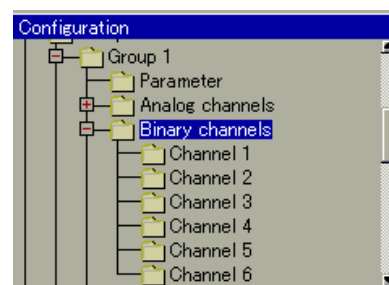 Configuration
Group 1
Parameter
Analog channels
Binary channels
Channel 1
Channel 2
Channel 3
Channel 4
Channel 5
Channel 6